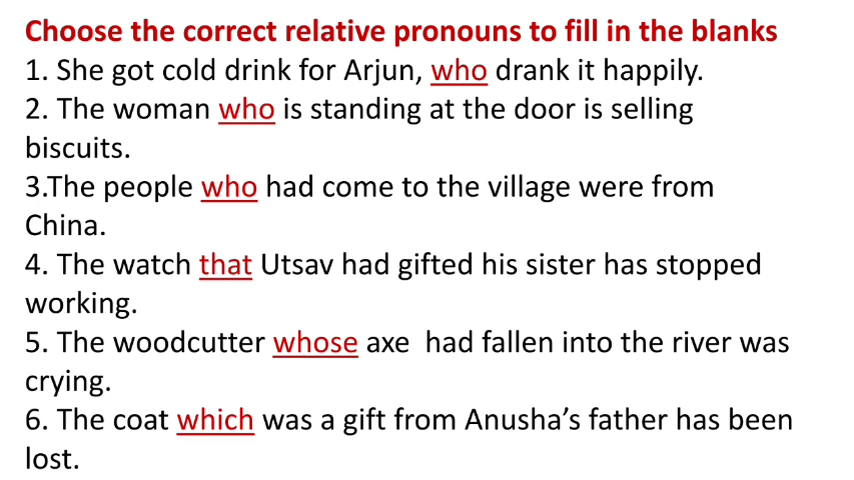 Choose the correct relative pronouns to fill in the blanks
1. She got cold drink for Arjun, who drank it happily.
2. The woman who is standing at the door is selling
biscuits.
3.The people who had come to the village were from
China.
4. The watch that Utsav had gifted his sister has stopped
working.
5. The woodcutter whose axe  had fallen into the river was
crying.
6. The coat which was a gift from Anusha’s father has been
lost.